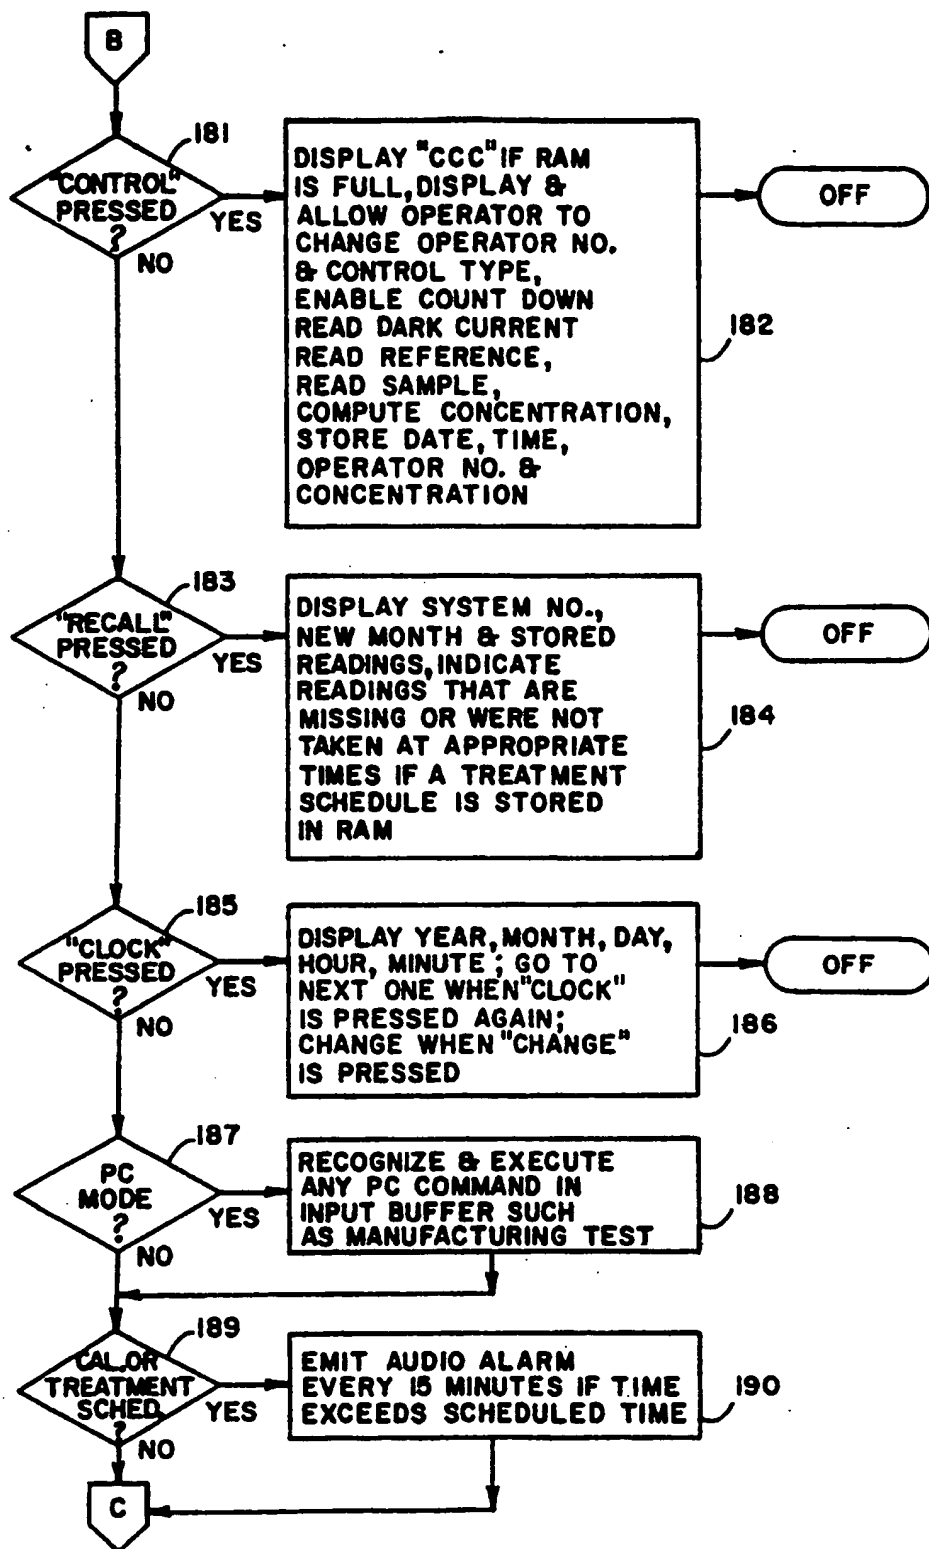 B
181
"CONTROL"
PRESSED
?
YES
NO
DISPLAY "CCC" IF RAM
IS FULL, DISPLAY &
ALLOW OPERATOR TO
CHANGE OPERATOR NO.
& CONTROL TYPE,
ENABLE COUNT DOWN
READ DARK CURRENT
READ REFERENCE,
READ SAMPLE,
COMPUTE CONCENTRATION,
STORE DATE, TIME,
OPERATOR NO. &
CONCENTRATION
182
OFF
183
"RECALL"
PRESSED
?
YES
NO
DISPLAY SYSTEM NO.,
NEW MONTH & STORED
READINGS, INDICATE
READINGS THAT ARE
MISSING OR WERE NOT
TAKEN AT APPROPRIATE
TIMES IF A TREATMENT
SCHEDULE IS STORED
IN RAM
184
OFF
185
"CLOCK"
PRESSED
?
YES
NO
DISPLAY YEAR, MONTH, DAY,
HOUR, MINUTE; GO TO
NEXT ONE WHEN "CLOCK"
IS PRESSED AGAIN;
CHANGE WHEN "CHANGE"
IS PRESSED
186
OFF
187
PC
MODE
?
YES
NO
RECOGNIZE & EXECUTE
ANY PC COMMAND IN
INPUT BUFFER SUCH
AS MANUFACTURING TEST
188
189
CAL. OR
TREATMENT
SCHED.
?
YES
NO
EMIT AUDIO ALARM
EVERY 15 MINUTES IF TIME
EXCEEDS SCHEDULED TIME
190
C